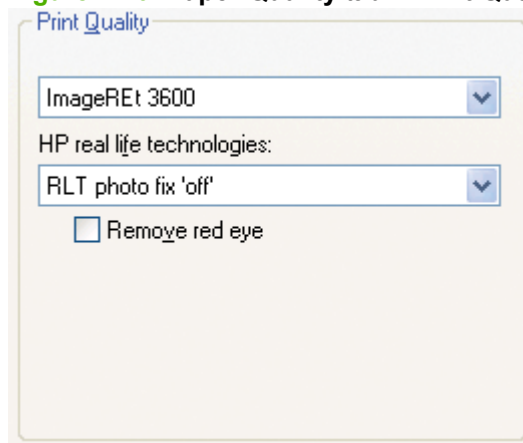 Print Quality
ImageREt 3600
HP real life technologies:
RLT photo fix 'off'
Remove red eye